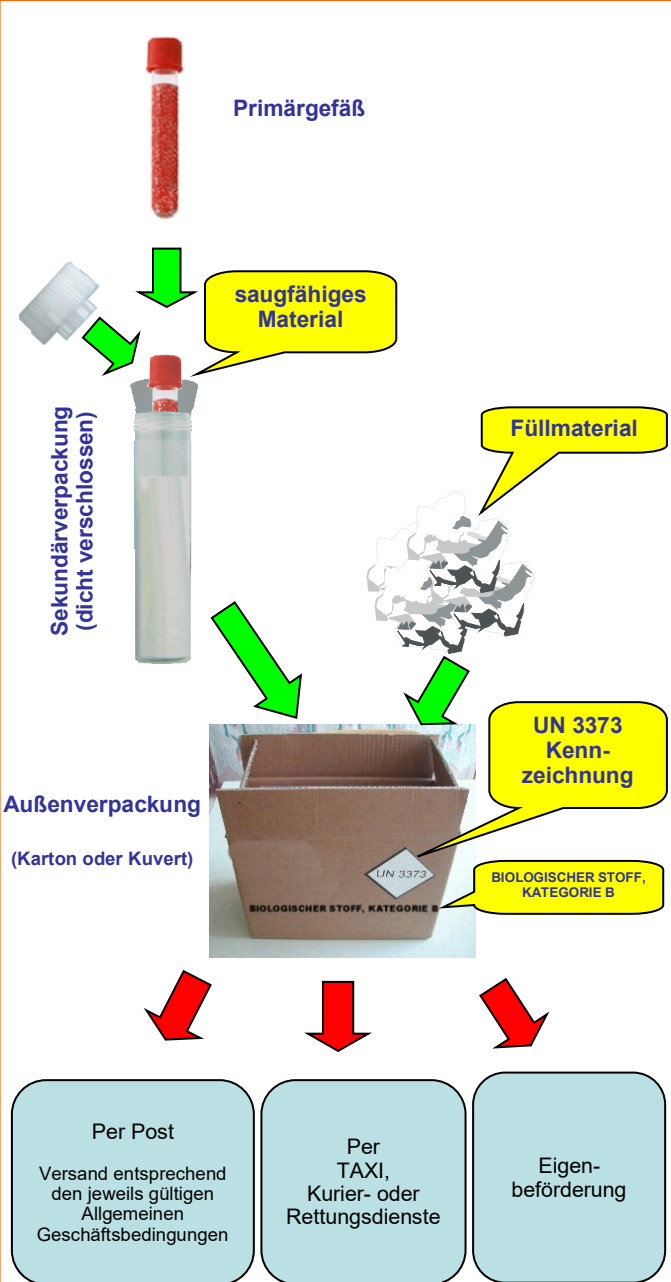 Primärgefäß
saugfähiges
Material
Sekundärverpackung
(dicht verschlossen)
Füllmaterial
UN 3373
Kenn-
zeichnung
Außenverpackung
(Karton oder Kuvert)
UN 3373
BIOLOGISCHER STOFF, KATEGORIE B
BIOLOGISCHER STOFF,
KATEGORIE B
Per Post
Versand entsprechend
den jeweils gültigen
Allgemeinen
Geschäftsbedingungen
Per
TAXI,
Kurier- oder
Rettungsdienste
Eigen-
beförderung